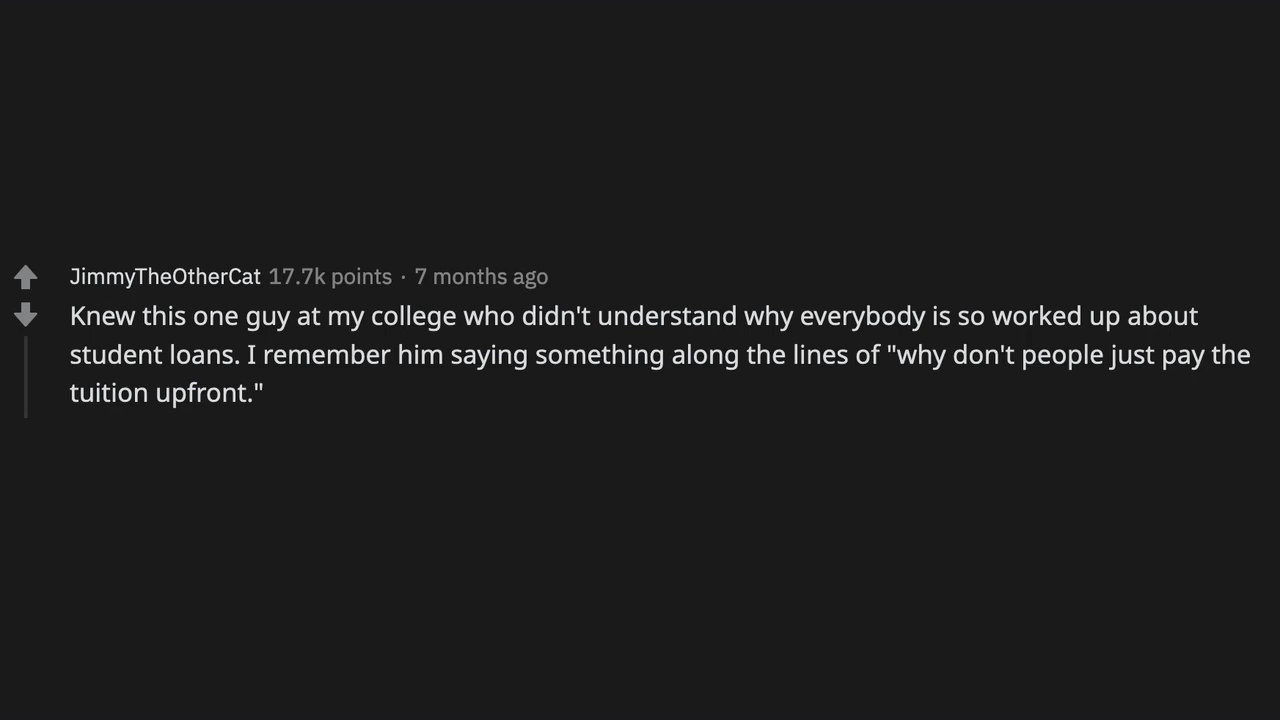 JimmyTheOtherCat 17.7k points · 7 months ago
Knew this one guy at my college who didn't understand why everybody is so worked up about
student loans. I remember him saying something along the lines of "why don't people just pay the
tuition upfront."